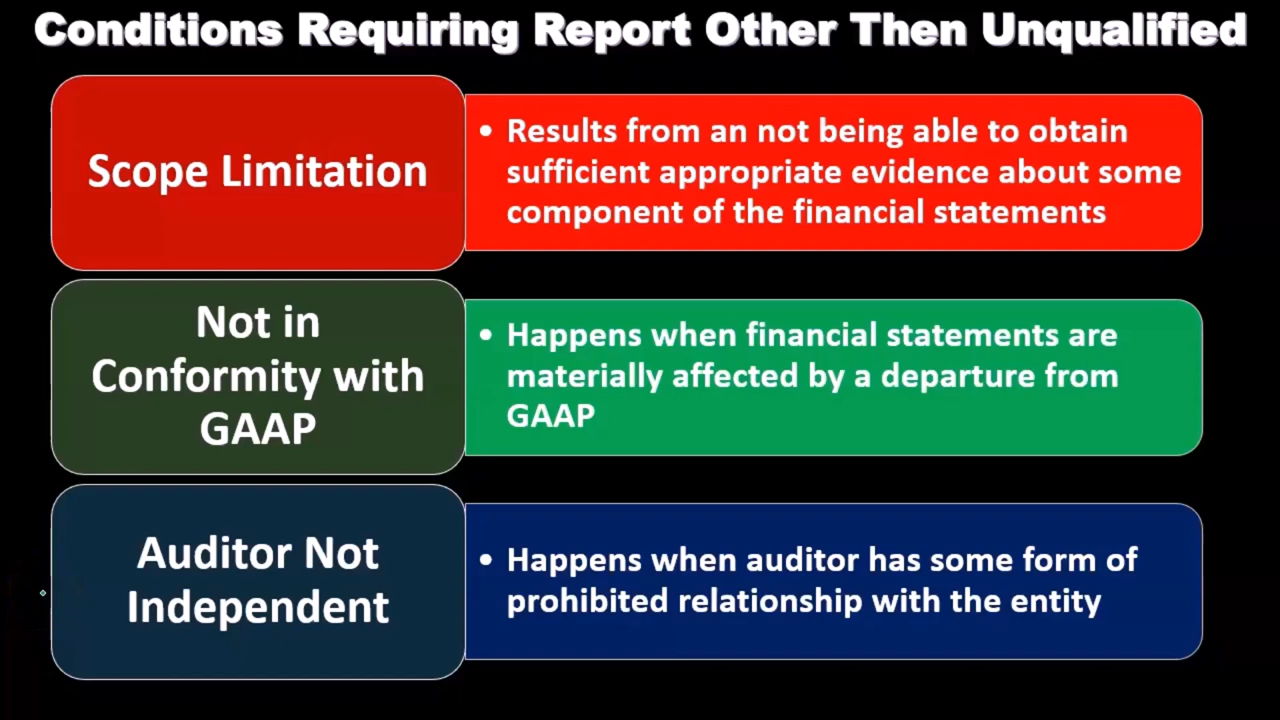 Conditions Requiring Report Other Then Unqualified
Scope Limitation
• Results from an not being able to obtain
sufficient appropriate evidence about some
component of the financial statements
Not in
Conformity with
GAAP
• Happens when financial statements are
materially affected by a departure from
GAAP
Auditor Not
Independent
• Happens when auditor has some form of
prohibited relationship with the entity